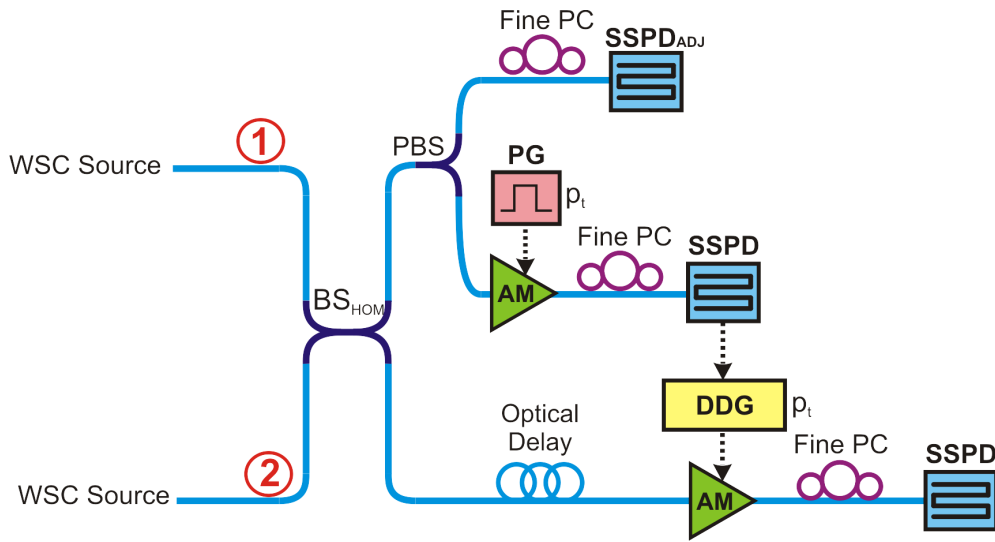 Fine PC
SSPDADJ
1
WSC Source
PBS
PG
pt
Fine PC
SSPD
AM
BSHOM
DDG
pt
Optical
Delay
Fine PC
SSPD
2
WSC Source
AM